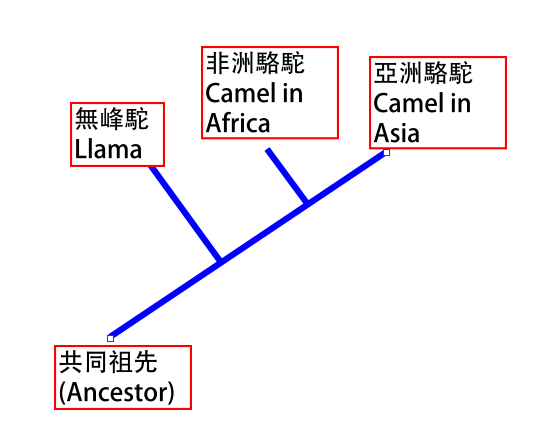 非洲駱駝
Camel in
Africa
亞洲駱駝
Camel in
Asia
無峰駝
Llama
共同祖先
(Ancestor)